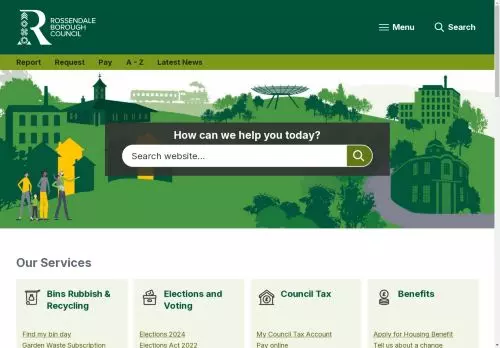 ROSSENDALE
BOROUGH
COUNCIL
Menu
Search
Report Request Pay A - Z Latest News
How can we help you today?
Search website...
Our Services
Bins Rubbish &
Recycling
Find my bin day
Garden Waste Subscription
Elections and
Voting
Elections 2024
Elections Act 2022
Council Tax
My Council Tax Account
Pay online
Benefits
Apply for Housing Benefit
Tell us about a change